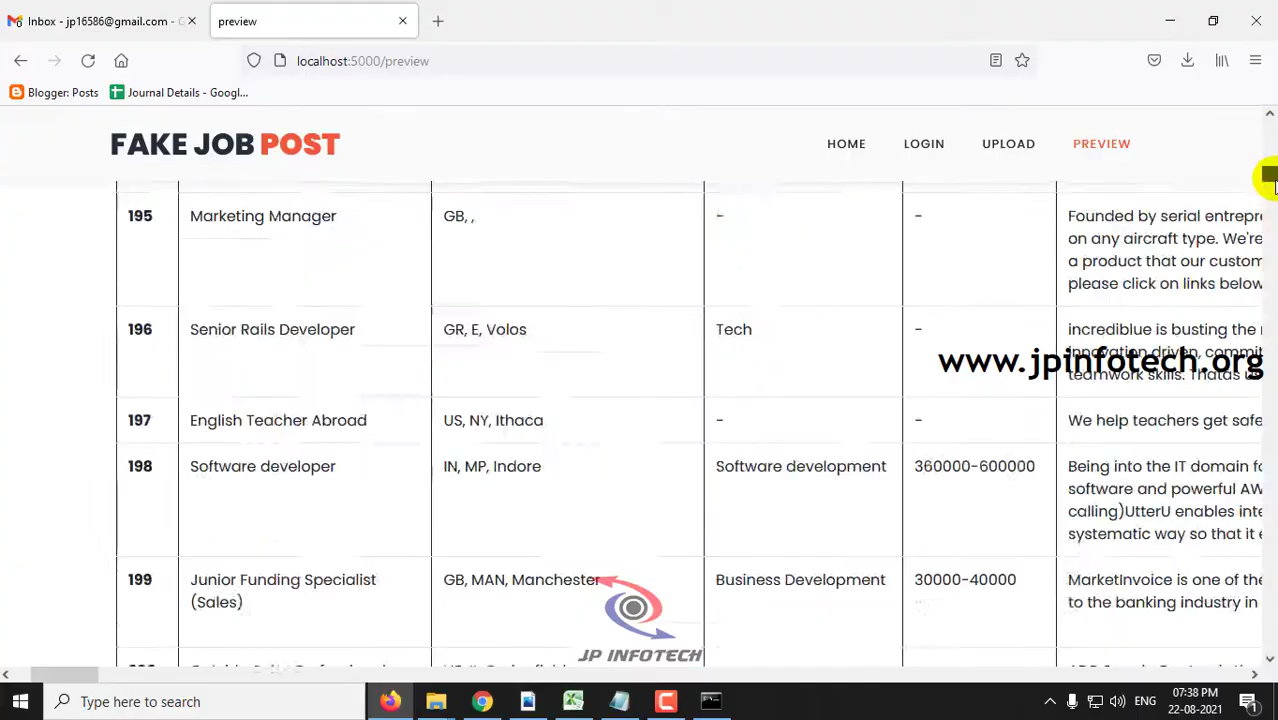 Inbox - jp16586@gmail.com - G
preview
localhost:5000/preview
Blogger: Posts
Journal Details - Googl...
FAKE JOB POST
HOME
LOGIN
UPLOAD
PREVIEW
195
Marketing Manager
GB, ,
-
-
Founded by serial entrepre
on any aircraft type. We're
a product that our custom
please click on links below
196
Senior Rails Developer
GR, E, Volos
Tech
-
incrediblue is busting the
innovation driven, commi
teamwork skills. Thatas
www.jpinfotech.org
197
English Teacher Abroad
US, NY, Ithaca
-
-
We help teachers get safe
198
Software developer
IN, MP, Indore
Software development
360000-600000
Being into the IT domain fo
software and powerful AW
calling)UtterU enables inte
systematic way so that it e
199
Junior Funding Specialist
(Sales)
GB, MAN, Manchester
Business Development
30000-40000
MarketInvoice is one of the
to the banking industry in
JP INFOTECH
Type here to search
ENG
07:38 PM
22-08-2021
1